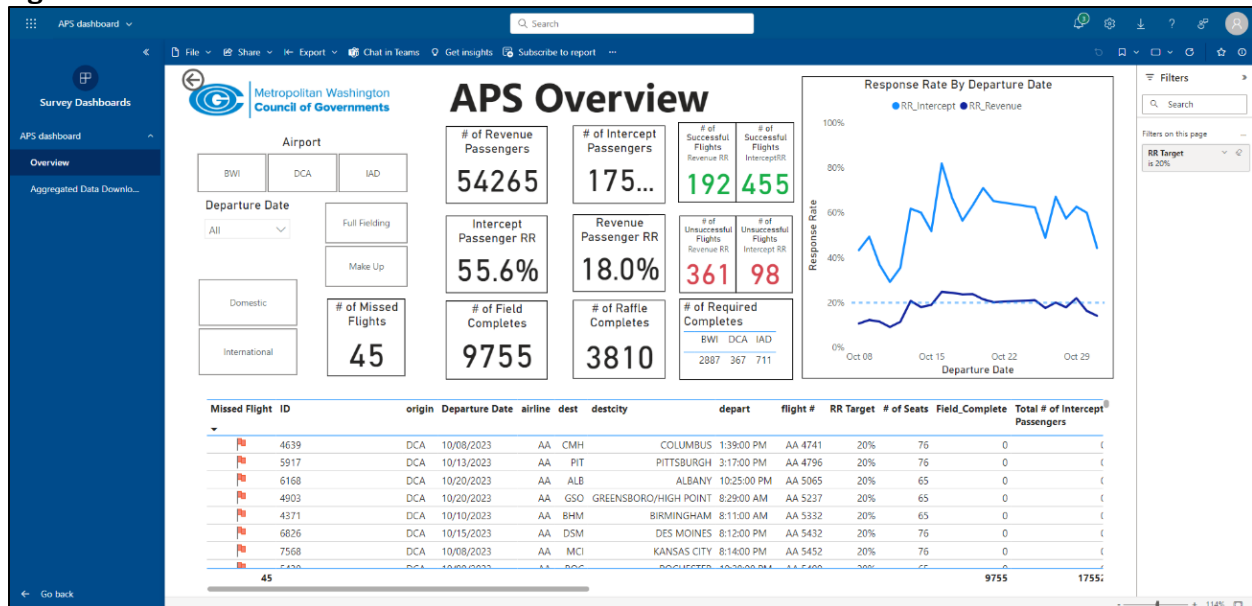 APS dashboard
Search
9
File Share Export Chat in Teams Get insights Subscribe to report ...
Survey Dashboards
APS dashboard
Overview
Aggregated Data Downlo...
Go back
Metropolitan Washington
Council of Governments
APS Overview
Airport
BWI DCA IAD
Departure Date
All
Full Fielding
Make Up
Domestic
International
# of Missed
Flights
45
# of Revenue
Passengers
54265
# of Intercept
Passengers
175...
# of
Successful
Flights
Revenue RR
192
# of
Successful
Flights
InterceptRR
455
Intercept
Passenger RR
55.6%
Revenue
Passenger RR
18.0%
# of
Unsuccessful
Flights
Revenue RR
361
# of
Unsuccessful
Flights
Intercept RR
98
# of Field
Completes
9755
# of Raffle
Completes
3810
# of Required
Completes
BWI DCA IAD
2887 367 711
Response Rate By Departure Date
RR_Intercept RR_Revenue
Response Rate
100%
80%
60%
40%
20%
0%
Oct 08 Oct 15 Oct 22 Oct 29
Departure Date
Filters
Search
Filters on this page ...
RR Target
is 20%
Missed Flight ID origin Departure Date airline dest destcity depart flight # RR Target # of Seats Field_Complete Total # of Intercept
Passengers
4639 DCA 10/08/2023 AA CMH COLUMBUS 1:39:00 PM AA 4741 20% 76 0
5917 DCA 10/13/2023 AA PIT PITTSBURGH 3:17:00 PM AA 4796 20% 76 0
6168 DCA 10/20/2023 AA ALB ALBANY 10:25:00 PM AA 5065 20% 65 0
4903 DCA 10/20/2023 AA GSO GREENSBORO/HIGH POINT 8:29:00 AM AA 5237 20% 65 0
4371 DCA 10/10/2023 AA BHM BIRMINGHAM 8:11:00 AM AA 5332 20% 65 0
6826 DCA 10/15/2023 AA DSM DES MOINES 8:12:00 PM AA 5432 20% 76 0
7568 DCA 10/08/2023 AA MCI KANSAS CITY 8:14:00 PM AA 5452 20% 76 0
45 9755 1755
114%